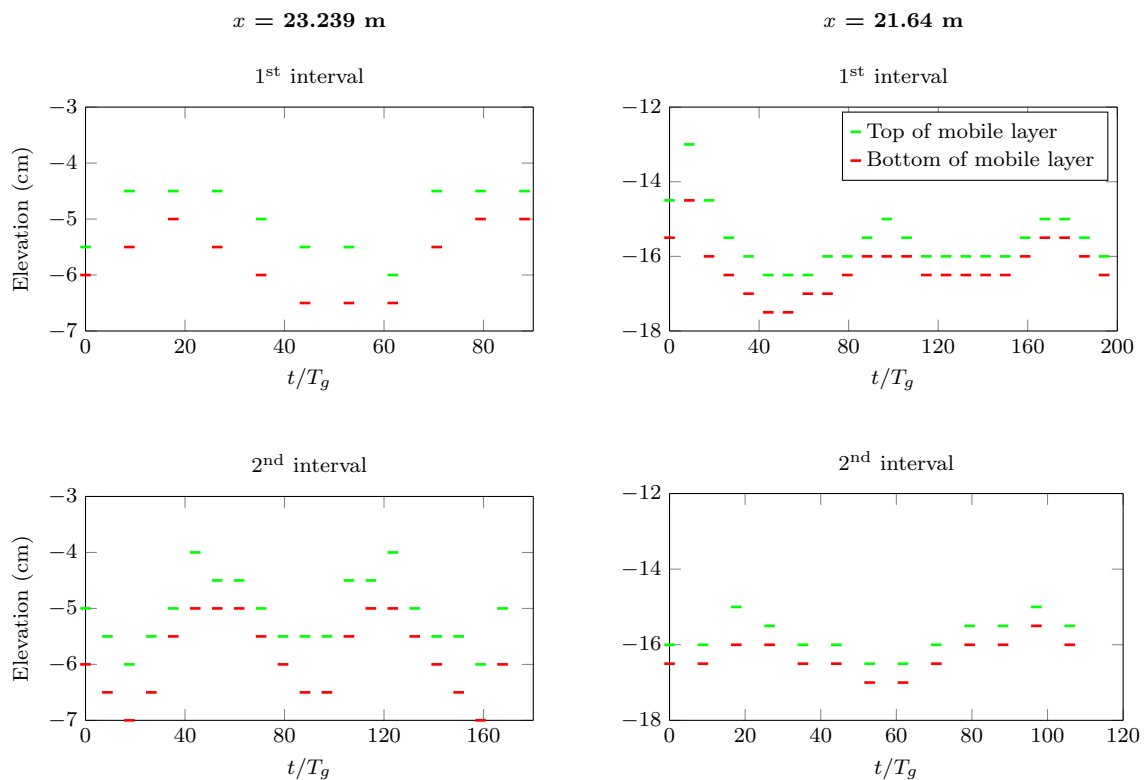 x = 23.239 m
x = 21.64 m
1st interval
1st interval
−3
−4
−5
−6
−7
Elevation (cm)
0 20 40 60 80
t/Tg
−12
−14
−16
−18
Top of mobile layer
Bottom of mobile layer
0 40 80 120 160 200
t/Tg
2nd interval
2nd interval
−3
−4
−5
−6
−7
Elevation (cm)
0 40 80 120 160
t/Tg
−12
−14
−16
−18
0 20 40 60 80 100 120
t/Tg